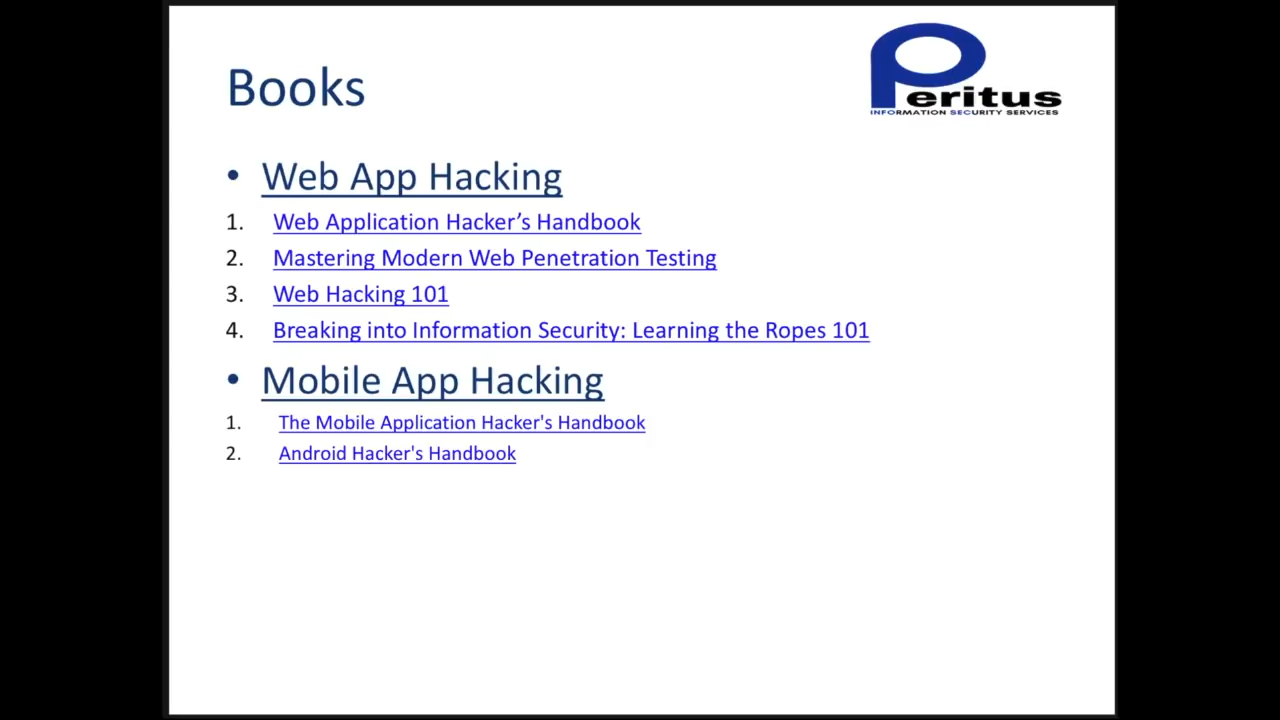 Books
Peritus
INFORMATION SECURITY SERVICES
• Web App Hacking
1. Web Application Hacker’s Handbook
2. Mastering Modern Web Penetration Testing
3. Web Hacking 101
4. Breaking into Information Security: Learning the Ropes 101
• Mobile App Hacking
1. The Mobile Application Hacker's Handbook
2. Android Hacker's Handbook